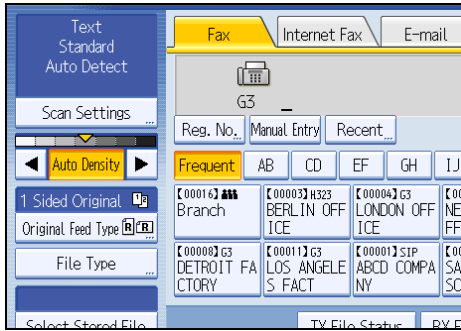 Text
Standard
Auto Detect
Scan Settings
Auto Density
1 Sided Original
Original Feed Type
File Type
Select Stored File
Fax
Internet Fax
E-mail
G3
Reg. No.
Manual Entry
Recent
Frequent
AB
CD
EF
GH
IJ
【00016】
Branch
【00003】H323
BERLIN OFF
ICE
【00004】G3
LONDON OFF
ICE
【00008】G3
DETROIT FA
CTORY
【00011】G3
LOS ANGELE
S FACT
【00001】SIP
ABCD COMPA
NY
TX File Status